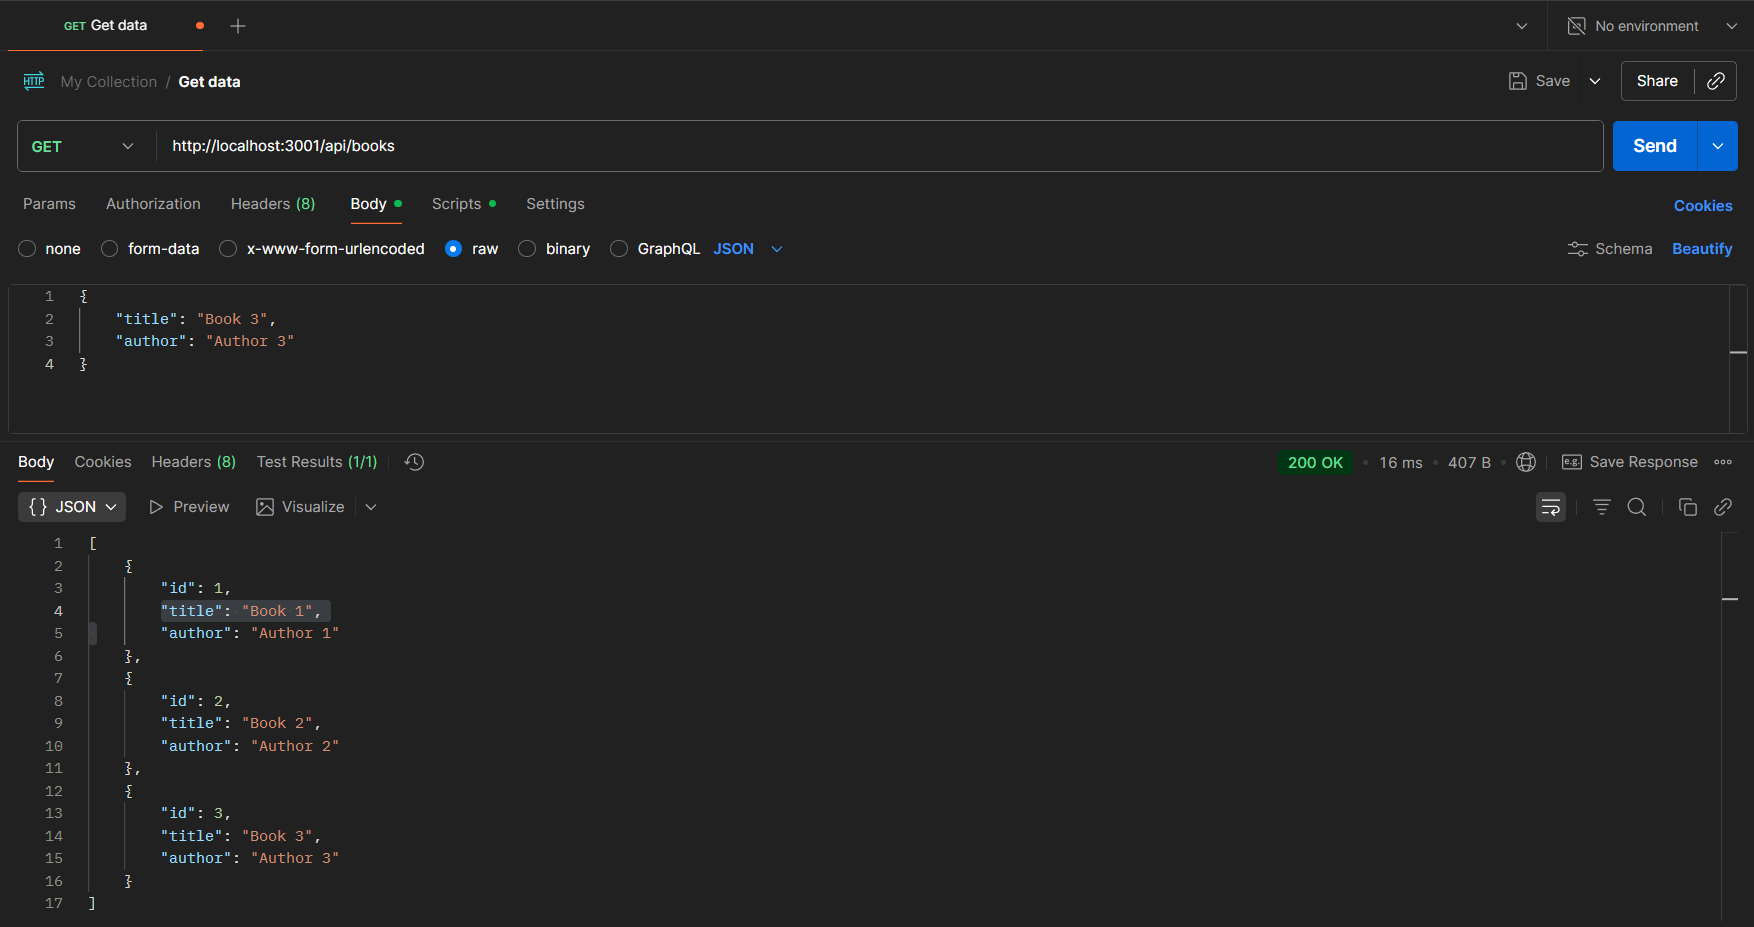 GET Get data
No environment
HTTP My Collection / Get data
Save
Share
GET http://localhost:3001/api/books
Send
Params Authorization Headers (8) Body Scripts Settings
Cookies
none form-data x-www-form-urlencoded raw binary GraphQL JSON
Schema Beautify
1 {
2 "title": "Book 3",
3 "author": "Author 3"
4 }
Body Cookies Headers (8) Test Results (1/1)
200 OK • 16 ms • 407 B • e.g. Save Response
{} JSON Preview Visualize
1 [
2 {
3 "id": 1,
4 "title": "Book 1",
5 "author": "Author 1"
6 },
7 {
8 "id": 2,
9 "title": "Book 2",
10 "author": "Author 2"
11 },
12 {
13 "id": 3,
14 "title": "Book 3",
15 "author": "Author 3"
16 }
17 ]